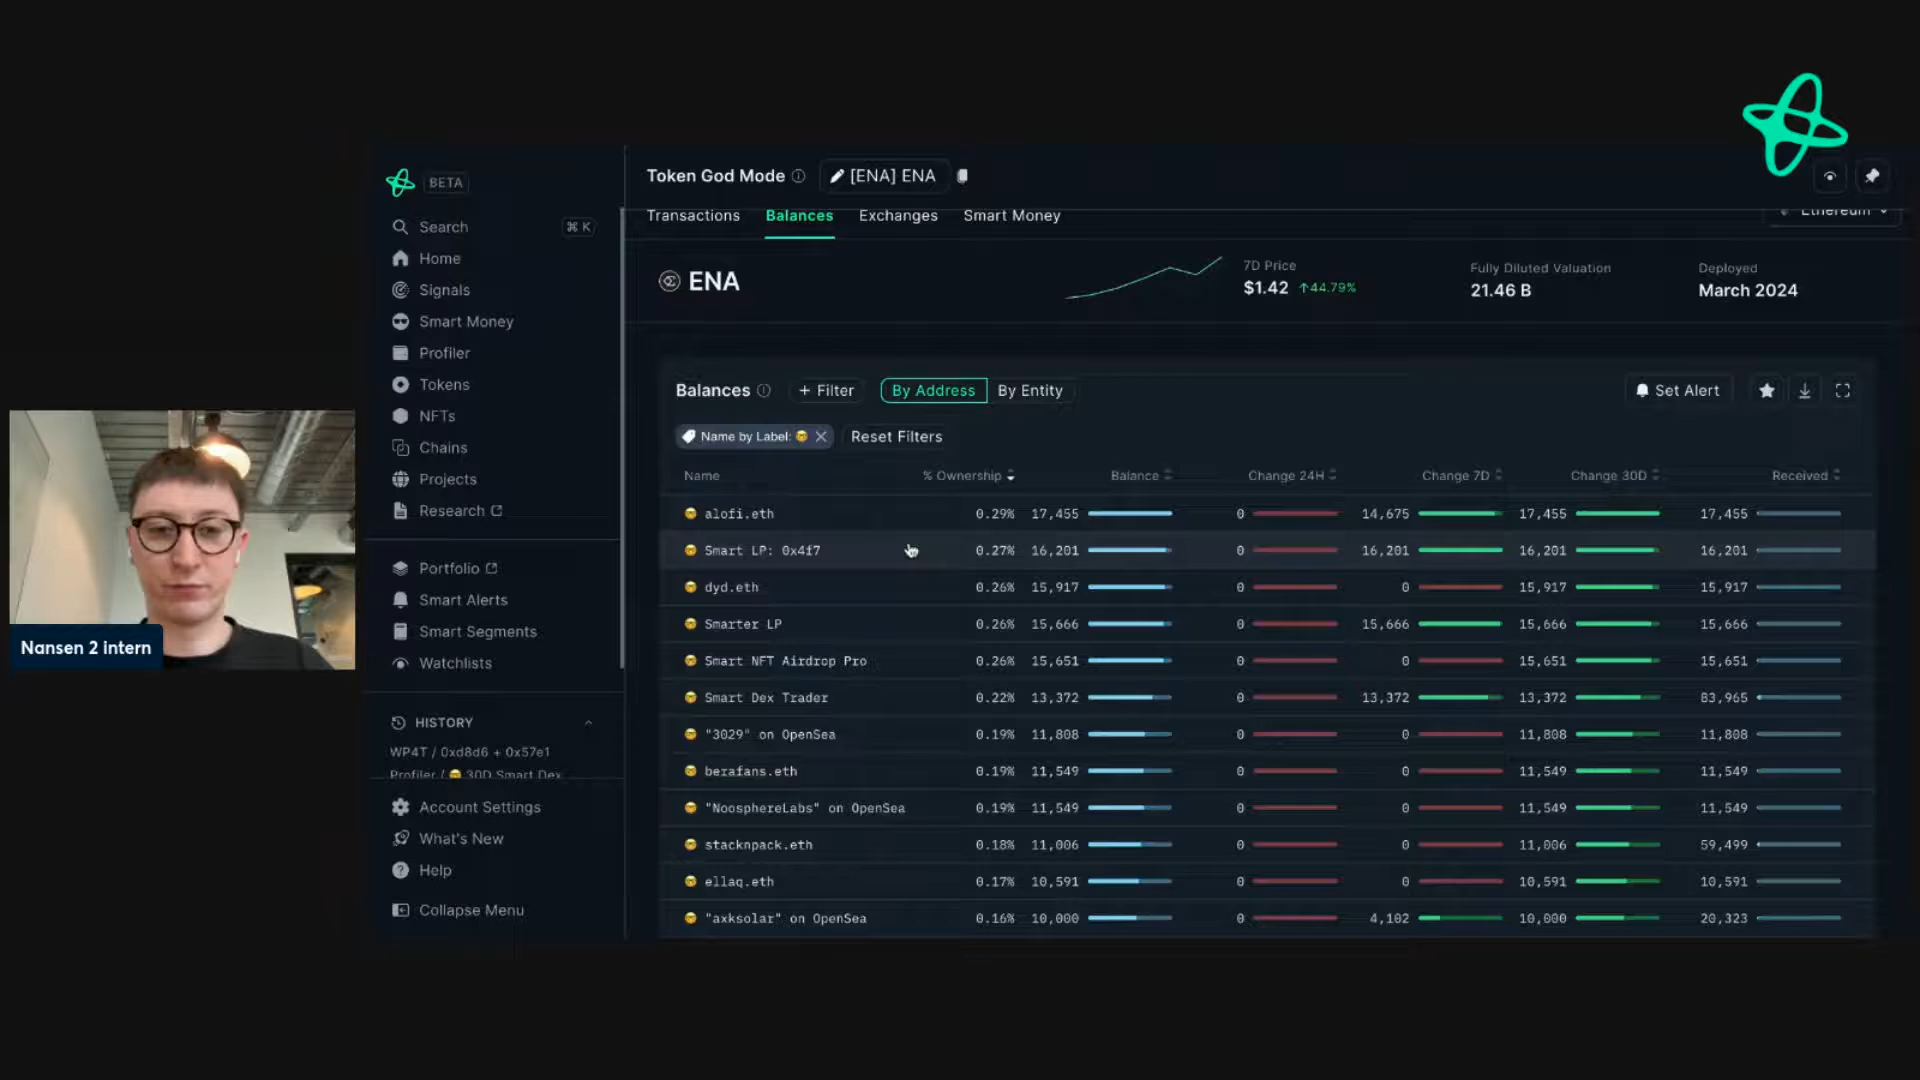 BETA
Search
⌘ K
Home
Signals
Smart Money
Profiler
Tokens
NFTs
Chains
Projects
Research
Portfolio
Smart Alerts
Smart Segments
Watchlists
HISTORY
WP4T / 0xd8d6 + 0x57e1
Profiler / 30D Smart Dex
Account Settings
What's New
Help
Collapse Menu
Nansen 2 intern
Token God Mode [ENA] ENA
Transactions Balances Exchanges Smart Money Ethereum
ENA
7D Price
$1.42 ↑44.79%
Fully Diluted Valuation
21.46 B
Deployed
March 2024
Balances + Filter By Address By Entity Set Alert
Name by Label: Reset Filters
Name % Ownership Balance Change 24H Change 7D Change 30D Received
alofi.eth 0.29% 17,455 0 14,675 17,455 17,455
Smart LP: 0x4f7 0.27% 16,201 0 16,201 16,201 16,201
dyd.eth 0.26% 15,917 0 0 15,917 15,917
Smarter LP 0.26% 15,666 0 15,666 15,666 15,666
Smart NFT Airdrop Pro 0.26% 15,651 0 0 15,651 15,651
Smart Dex Trader 0.22% 13,372 0 13,372 13,372 83,965
"3029" on OpenSea 0.19% 11,808 0 0 11,808 11,808
berafans.eth 0.19% 11,549 0 0 11,549 11,549
"NoosphereLabs" on OpenSea 0.19% 11,549 0 0 11,549 11,549
stacknpack.eth 0.18% 11,006 0 0 11,006 59,499
ellaq.eth 0.17% 10,591 0 0 10,591 10,591
"axksolar" on OpenSea 0.16% 10,000 0 4,102 10,000 20,323